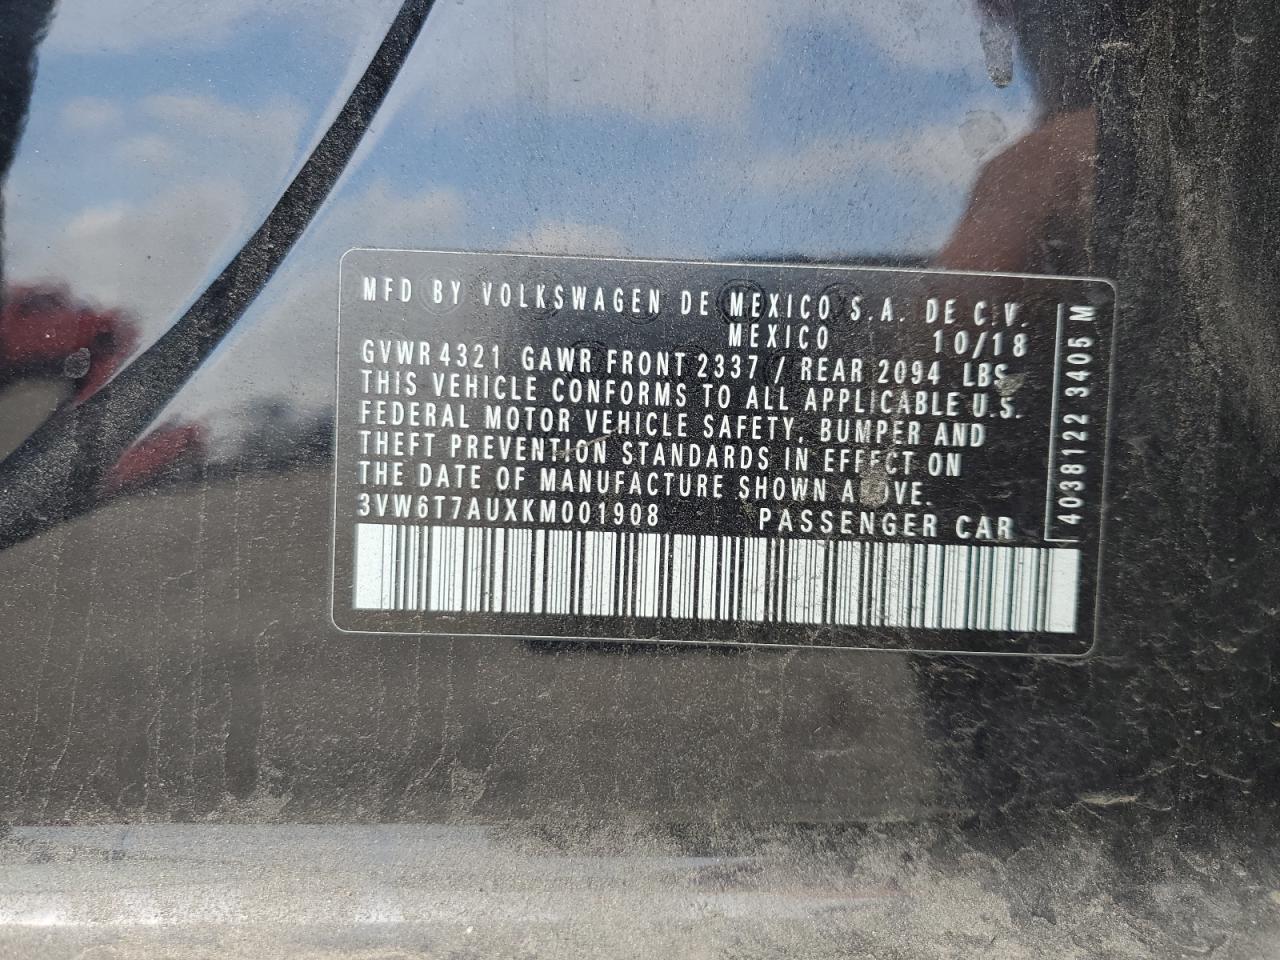 MFD BY VOLKSWAGEN DE MEXICO S.A. DE C.V.
MEXICO 10/18
GVWR 4321 GAWR FRONT 2337 / REAR 2094 LBS
THIS VEHICLE CONFORMS TO ALL APPLICABLE U.S.
FEDERAL MOTOR VEHICLE SAFETY, BUMPER AND
THEFT PREVENTION STANDARDS IN EFFECT ON
THE DATE OF MANUFACTURE SHOWN ABOVE.
3VW6T7AUXKM001908 PASSENGER CAR
4038122 3405 M